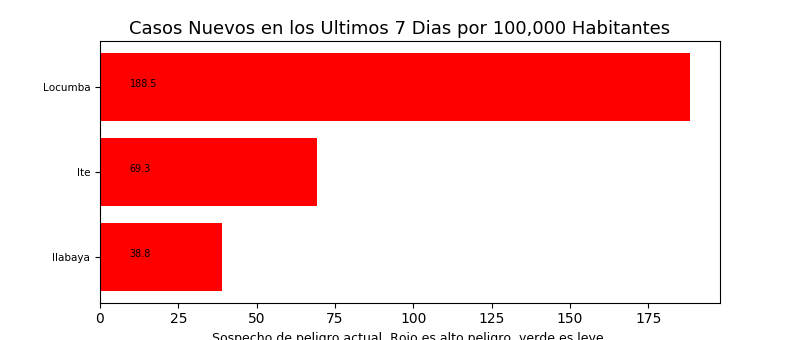 Casos Nuevos en los Ultimos 7 Dias por 100,000 Habitantes
Locumba
188.5
Ite
69.3
Ilabaya
38.8
0 25 50 75 100 125 150 175
Sospecho de peligro actual. Rojo es alto peligro, verde es leve